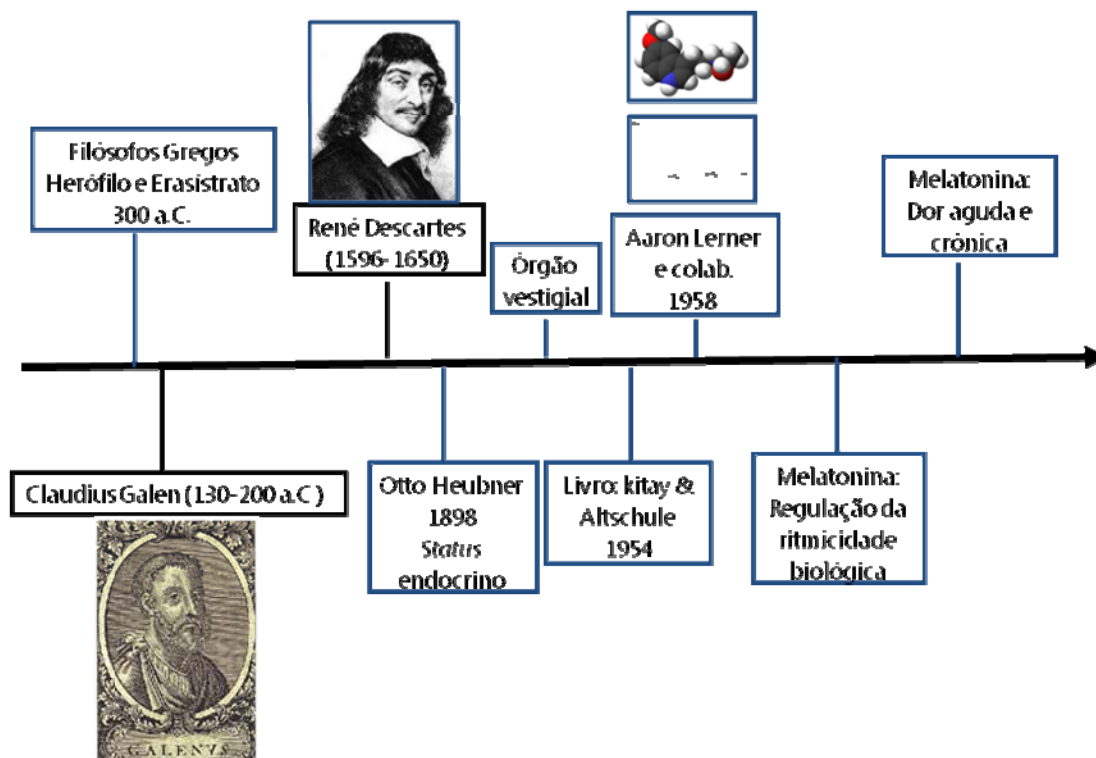 Filósofos Gregos
Herófilo e Erasístrato
300 a.C.
Claudius Galen (130-200 a.C )
GALENVS
René Descartes
(1596- 1650)
Otto Heubner
1898
Status
endocrino
Órgão
vestigial
Livro: kitay &
Altschule
1954
Aaron Lerner
e colab.
1958
Melatonina:
Regulação da
ritmicidade
biológica
Melatonina:
Dor aguda e
crônica